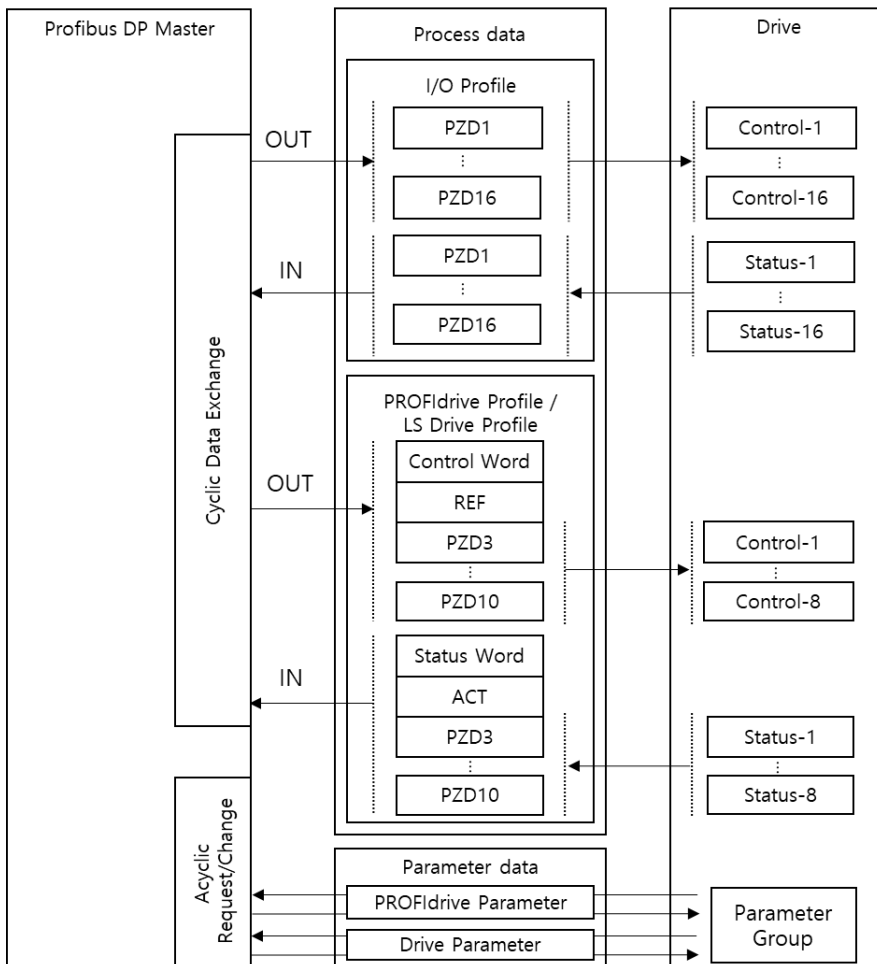 Profibus DP Master
Process data
Drive
I/O Profile
OUT
PZD1
⋮
PZD16
Control-1
⋮
Control-16
IN
PZD1
⋮
PZD16
Status-1
⋮
Status-16
Cyclic Data Exchange
PROFIdrive Profile /
LS Drive Profile
OUT
Control Word
REF
PZD3
⋮
PZD10
Control-1
⋮
Control-8
IN
Status Word
ACT
PZD3
⋮
PZD10
Status-1
⋮
Status-8
Acyclic
Request/Change
Parameter data
PROFIdrive Parameter
Drive Parameter
Parameter
Group